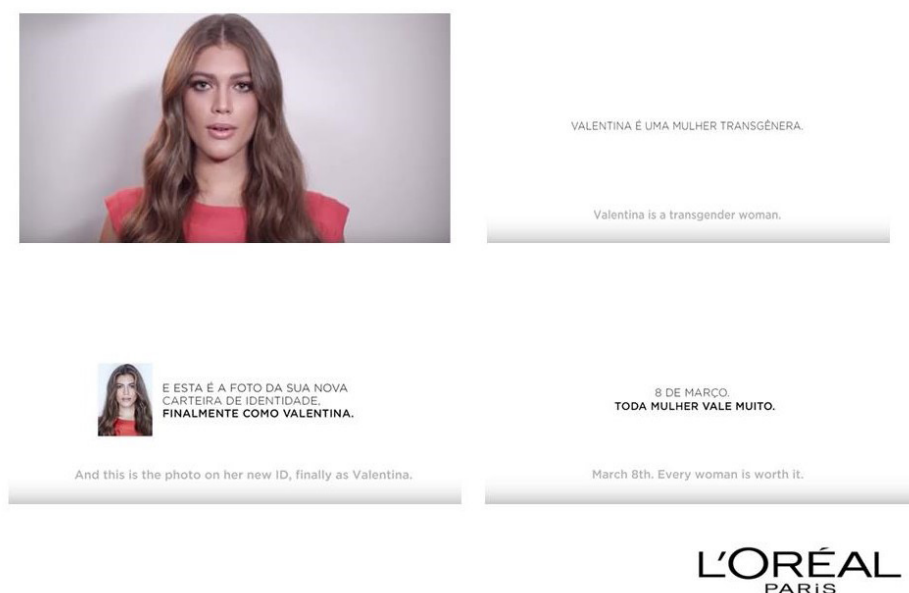 VALENTINA É UMA MULHER TRANSGÊNERA.
Valentina is a transgender woman.
E ESTA É A FOTO DA SUA NOVA
CARTEIRA DE IDENTIDADE,
FINALMENTE COMO VALENTINA.
And this is the photo on her new ID, finally as Valentina.
8 DE MARÇO.
TODA MULHER VALE MUITO.
March 8th. Every woman is worth it.
L'ORÉAL
PARiS